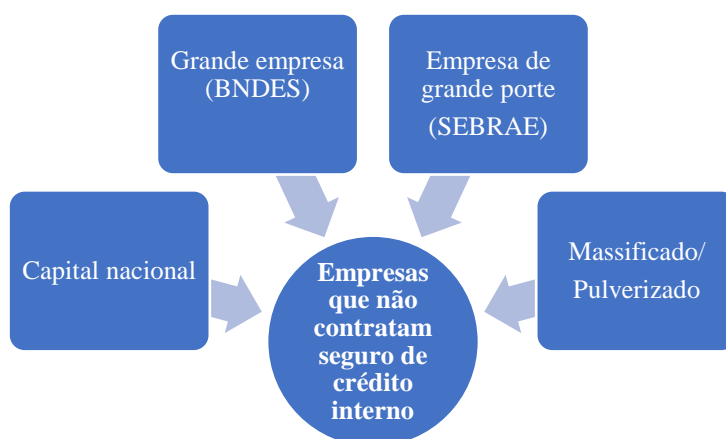 Grande empresa
(BNDES)
Empresa de
grande porte
(SEBRAE)
Capital nacional
Massificado/
Pulverizado
Empresas
que não
contratam
seguro de
crédito
interno